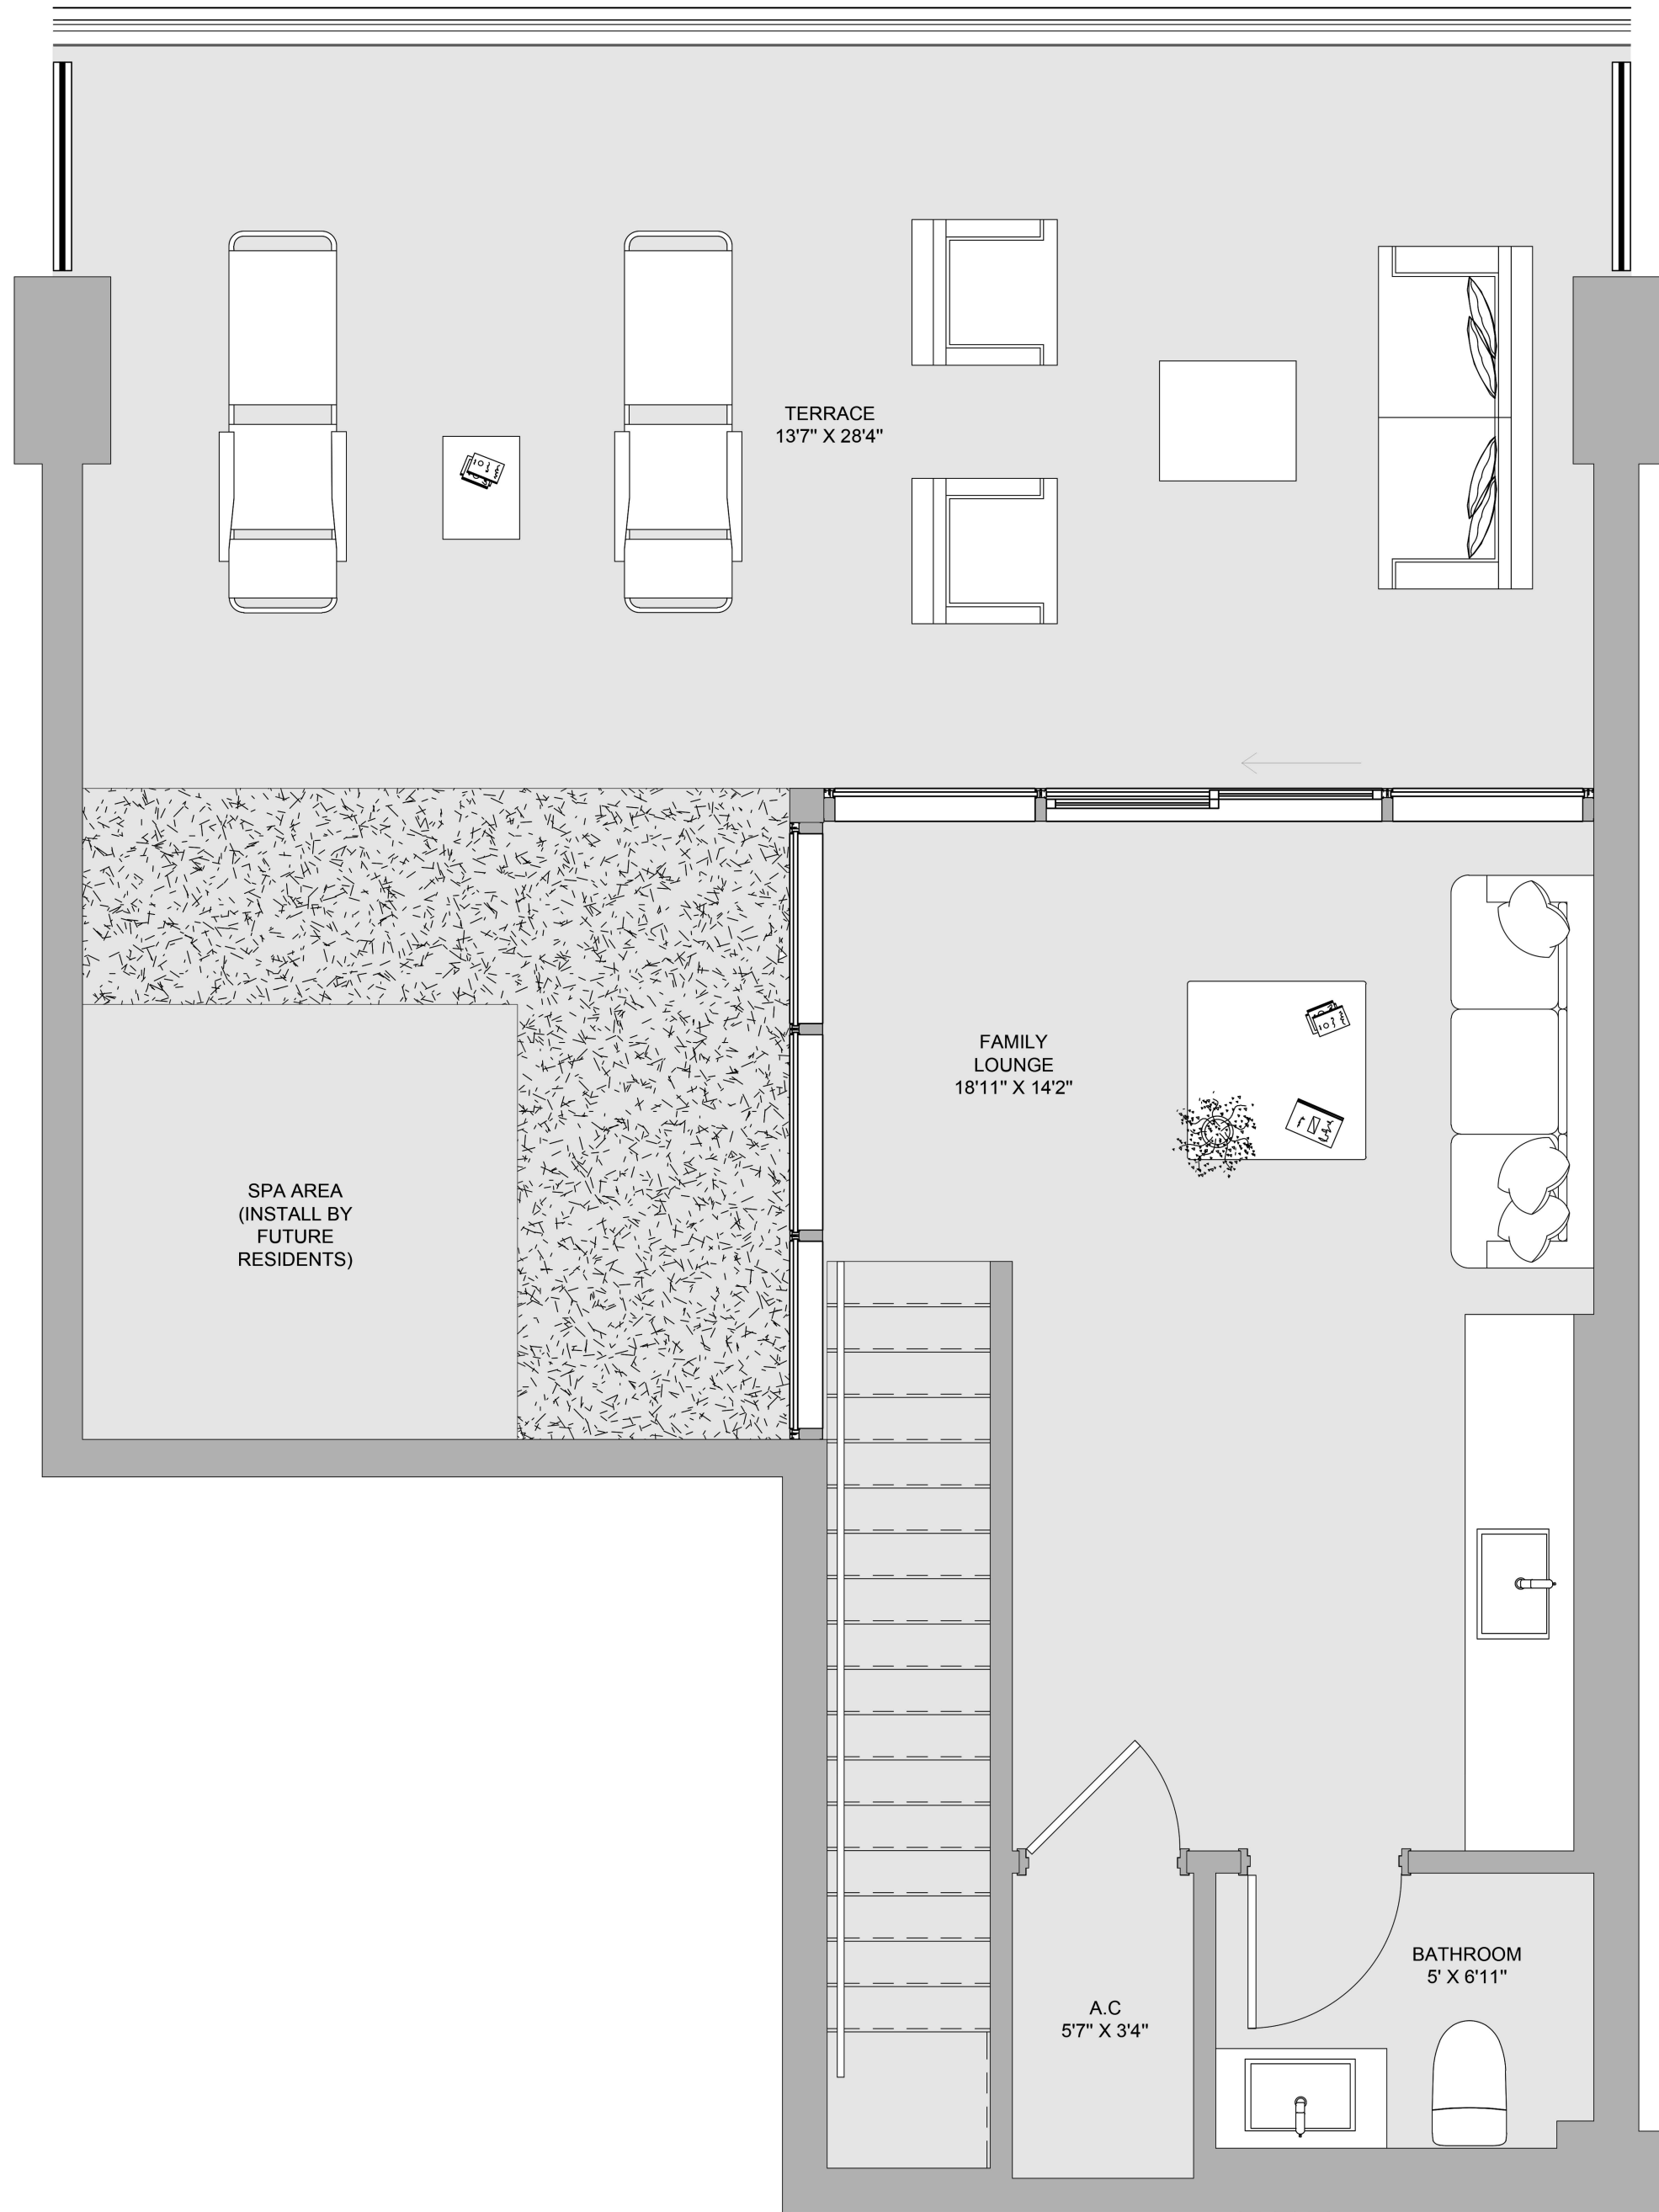 TERRACE
13'7" X 28'4"
FAMILY
LOUNGE
18'11" X 14'2"
SPA AREA
(INSTALL BY
FUTURE
RESIDENTS)
BATHROOM
5' X 6'11"
A.C
5'7" X 3'4"